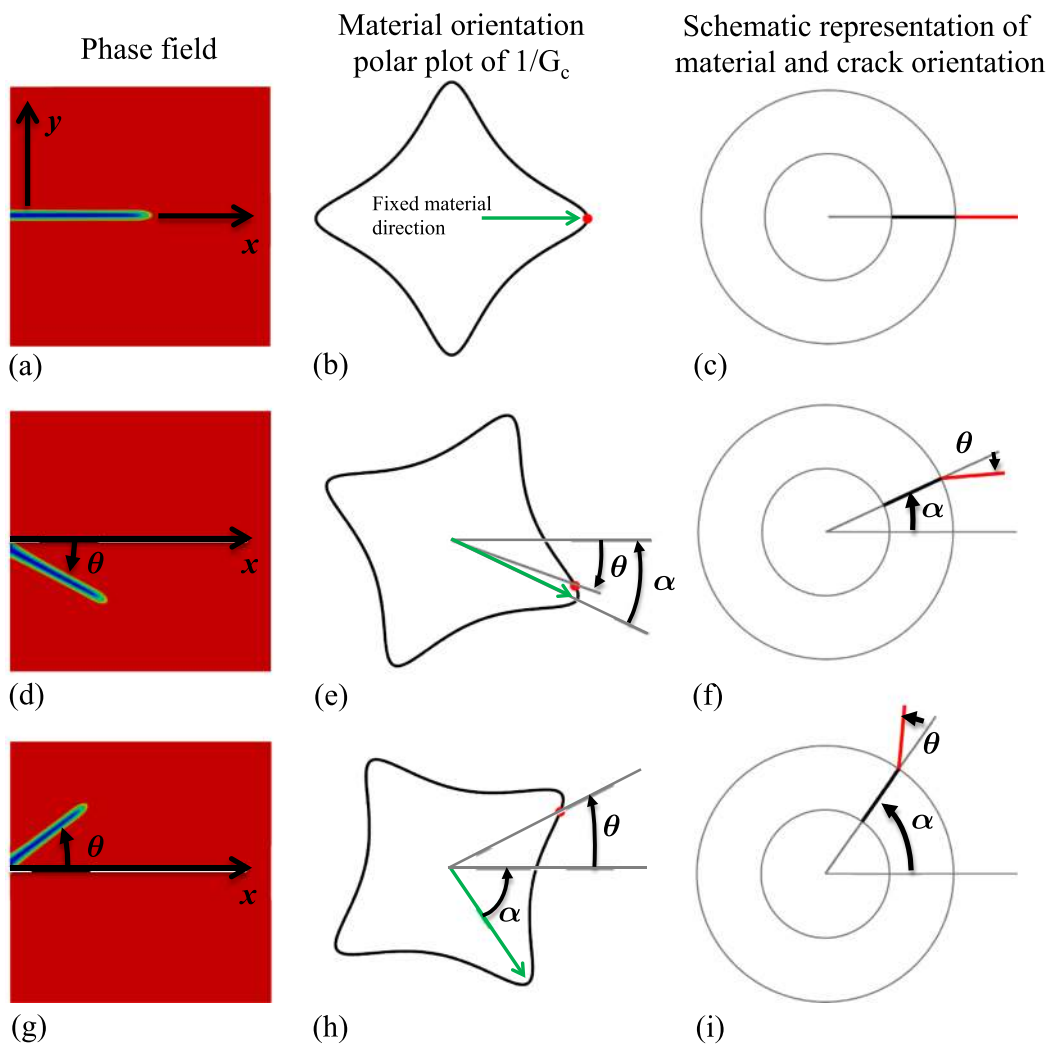 Phase field
Material orientation
polar plot of 1/G_c
Schematic representation of
material and crack orientation
y
x
Fixed material
direction
(a)
(b)
(c)
θ
x
θ
α
θ
α
(d)
(e)
(f)
θ
x
θ
α
θ
α
(g)
(h)
(i)